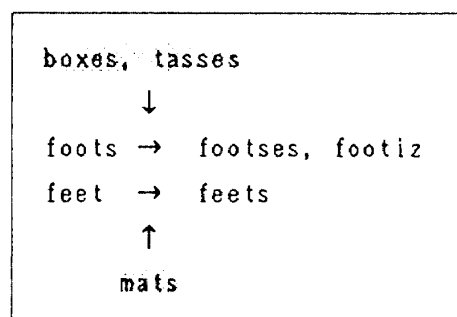 boxes, tasses
↓
foots → footses, footiz
feet → feets
↑
mats